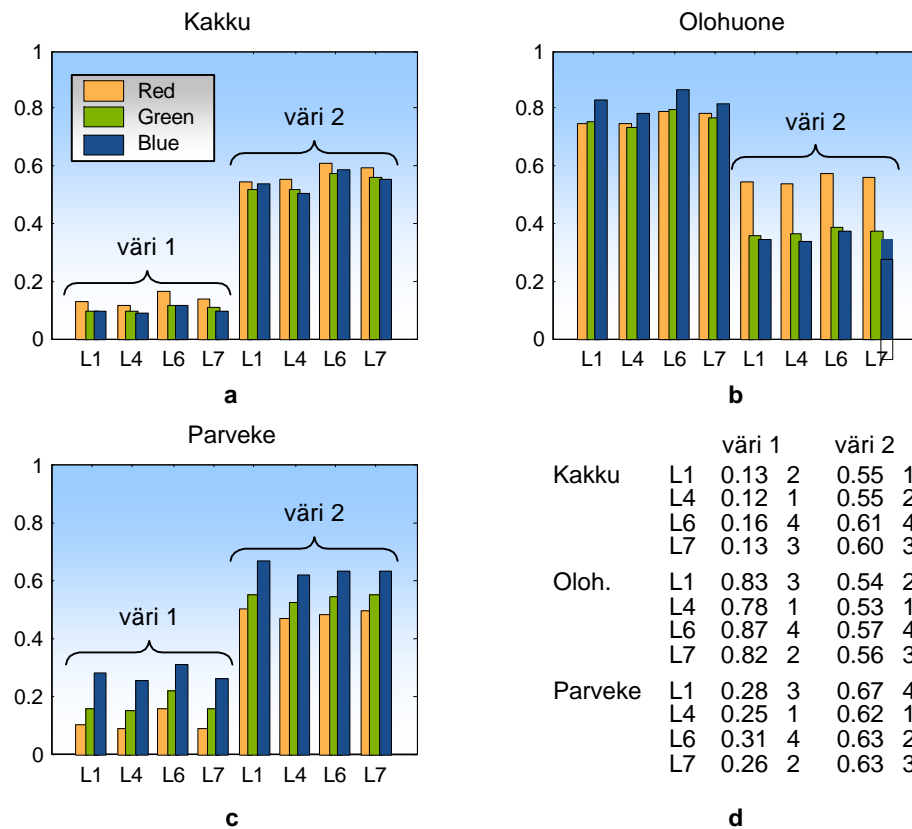 Kakku
1
0.8
0.6
0.4
0.2
0
Red
Green
Blue
väri 1
väri 2
L1 L4 L6 L7 L1 L4 L6 L7
a
Olohuone
1
0.8
0.6
0.4
0.2
0
väri 2
L1 L4 L6 L7 L1 L4 L6 L7
b
Parveke
1
0.8
0.6
0.4
0.2
0
väri 1
väri 2
L1 L4 L6 L7 L1 L4 L6 L7
c
väri 1 väri 2
Kakku L1 0.13 2 0.55 1
L4 0.12 1 0.55 2
L6 0.16 4 0.61 4
L7 0.13 3 0.60 3
Oloh. L1 0.83 3 0.54 2
L4 0.78 1 0.53 1
L6 0.87 4 0.57 4
L7 0.82 2 0.56 3
Parveke L1 0.28 3 0.67 4
L4 0.25 1 0.62 1
L6 0.31 4 0.63 2
L7 0.26 2 0.63 3
d